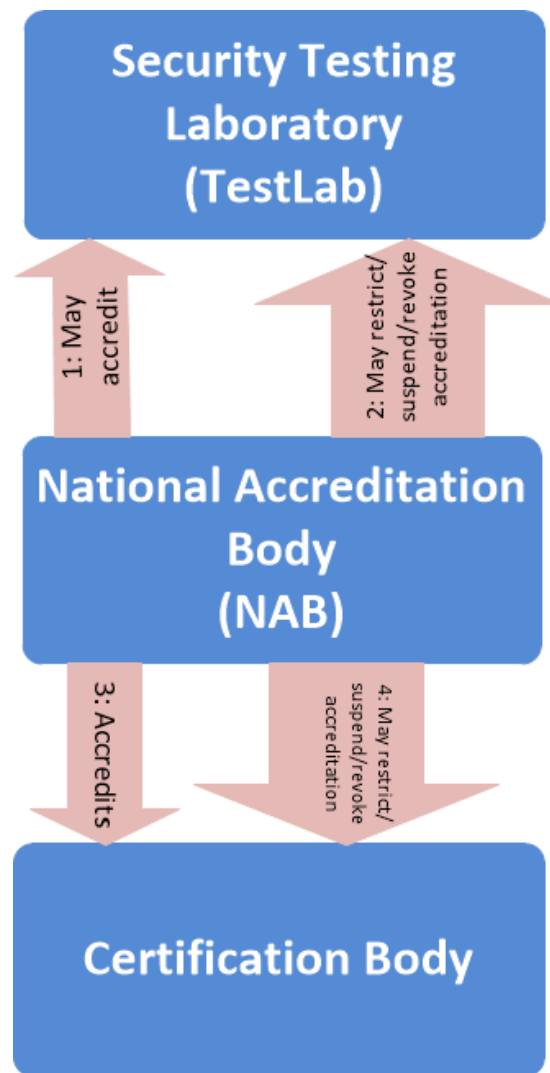 Security Testing
Laboratory
(TestLab)
1: May
accredit
2: May restrict/
suspend/revoke
accreditation
National Accreditation
Body
(NAB)
3: Accredits
4: May restrict/
suspend/revoke
accreditation
Certification Body